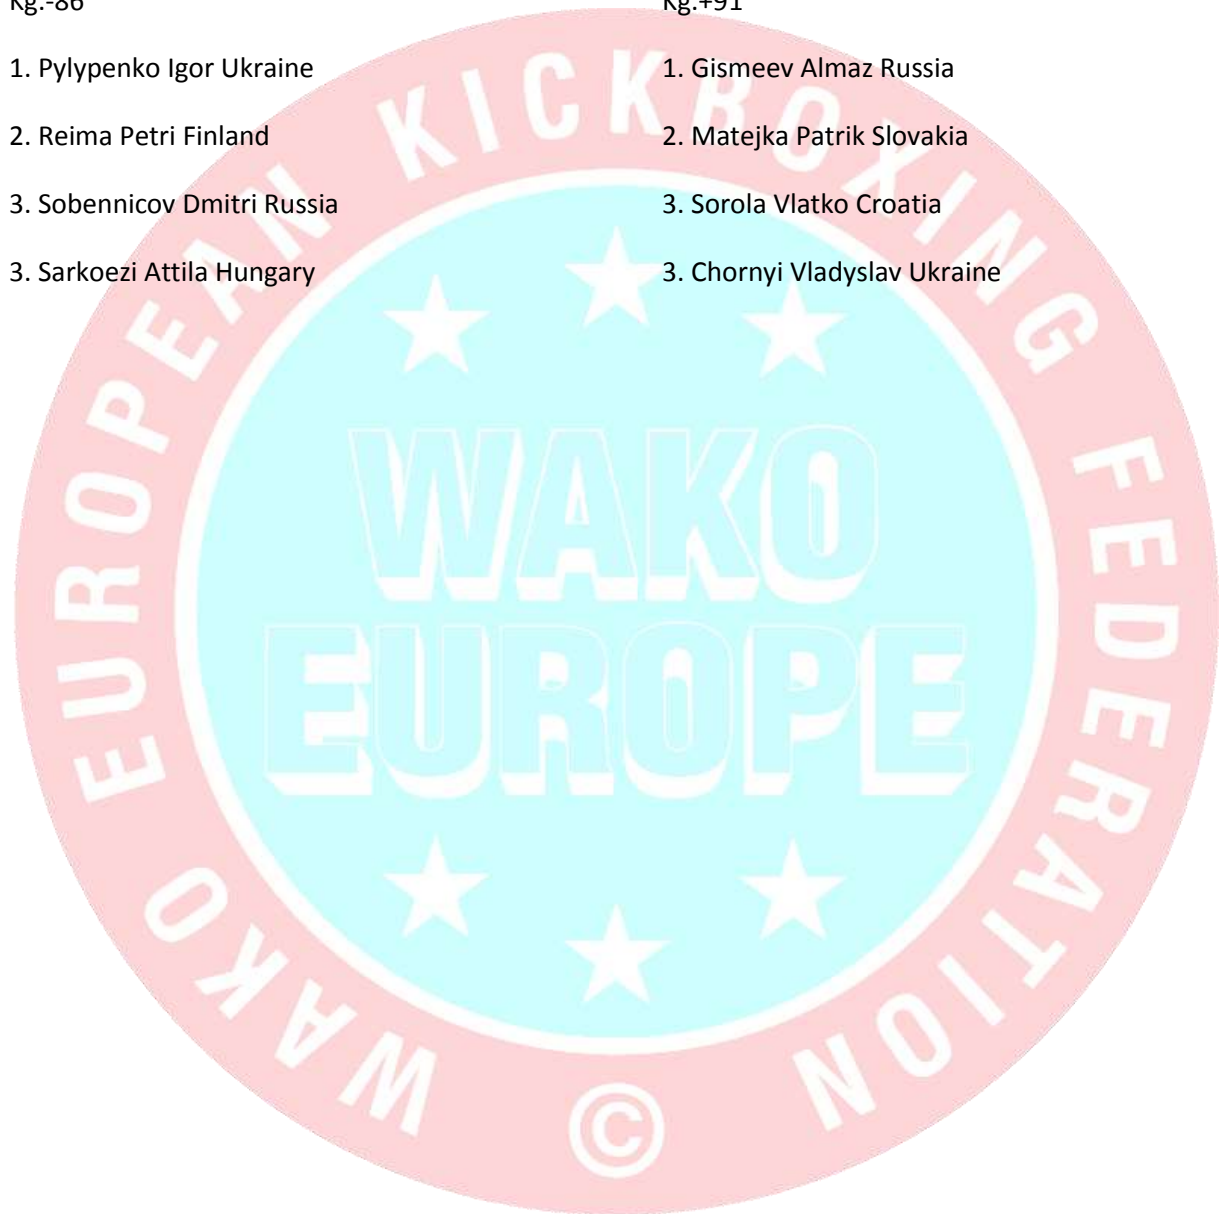 Kg.-86
1. Pylypenko Igor Ukraine
2. Reima Petri Finland
3. Sobennicov Dmitri Russia
3. Sarkoezi Attila Hungary
Kg.+91
1. Gismeev Almaz Russia
2. Matejka Patrik Slovakia
3. Sorola Vlatko Croatia
3. Chornyi Vladyslav Ukraine
WAKO EUROPEAN KICKBOXING FEDERATION ©
WAKO
EUROPE